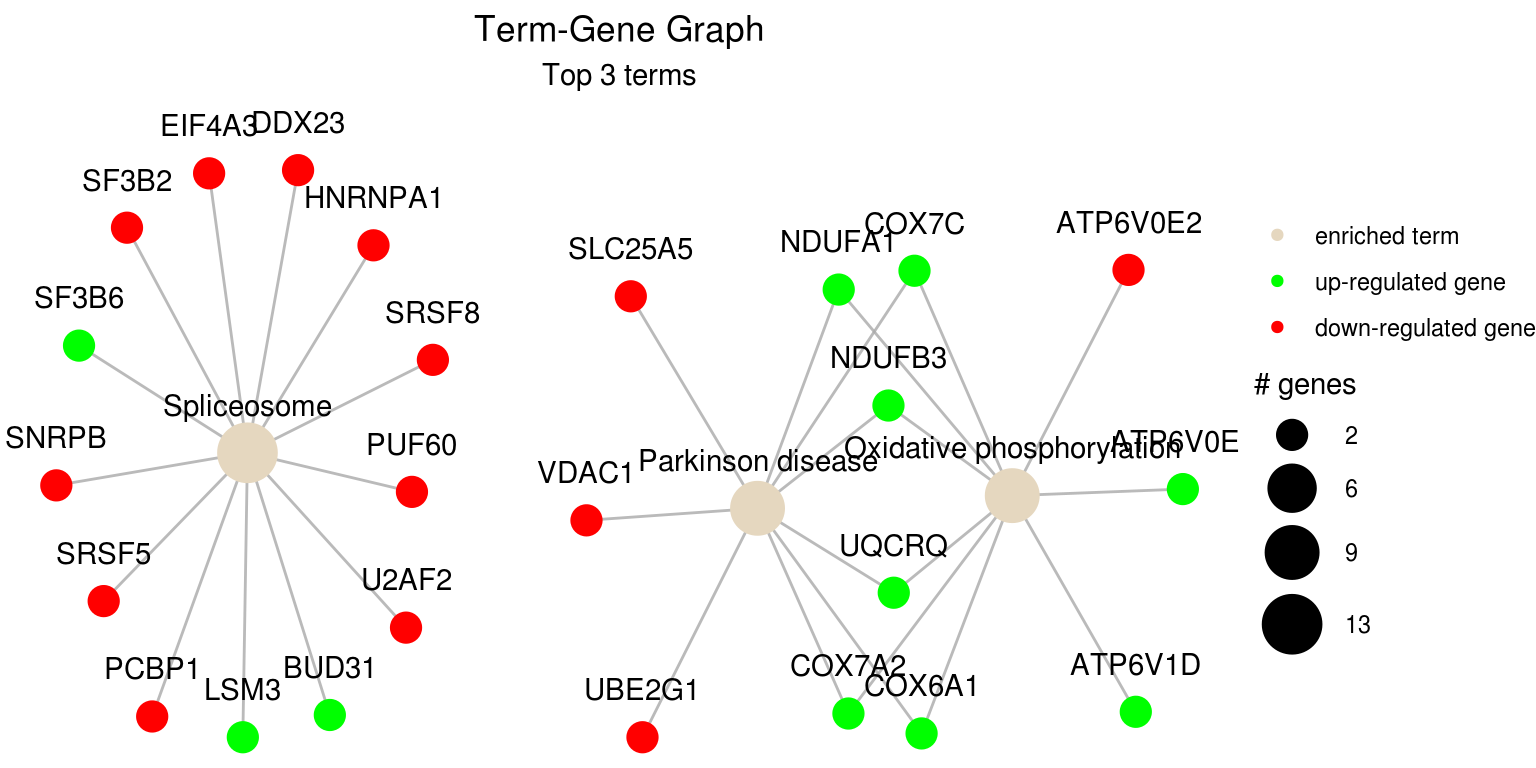 Term-Gene Graph
Top 3 terms
EIF4A3
DDX23
SF3B2
HNRNPA1
SF3B6
SRSF8
Spliceosome
SNRPB
PUF60
SRSF5
U2AF2
PCBP1
LSM3
BUD31
SLC25A5
NDUFA1
COX7C
ATP6V0E2
NDUFB3
VDAC1
Parkinson disease
Oxidative phosphorylation
ATP6V0E
UQCRQ
UBE2G1
COX7A2
COX6A1
ATP6V1D
enriched term
up-regulated gene
down-regulated gene
# genes
2
6
9
13